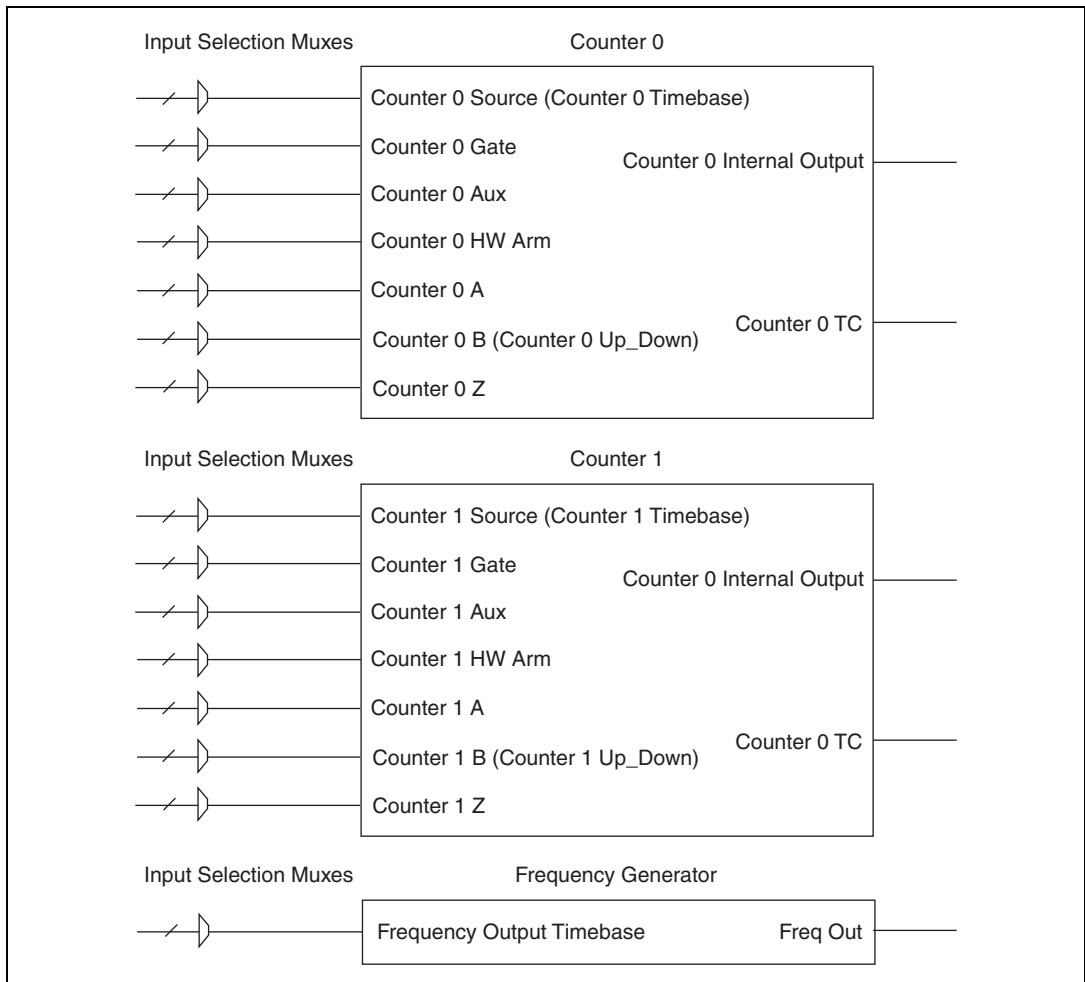 Input Selection Muxes
Counter 0
Counter 0 Source (Counter 0 Timebase)
Counter 0 Gate
Counter 0 Internal Output
Counter 0 Aux
Counter 0 HW Arm
Counter 0 A
Counter 0 TC
Counter 0 B (Counter 0 Up_Down)
Counter 0 Z
Input Selection Muxes
Counter 1
Counter 1 Source (Counter 1 Timebase)
Counter 1 Gate
Counter 0 Internal Output
Counter 1 Aux
Counter 1 HW Arm
Counter 1 A
Counter 0 TC
Counter 1 B (Counter 1 Up_Down)
Counter 1 Z
Input Selection Muxes
Frequency Generator
Frequency Output Timebase
Freq Out